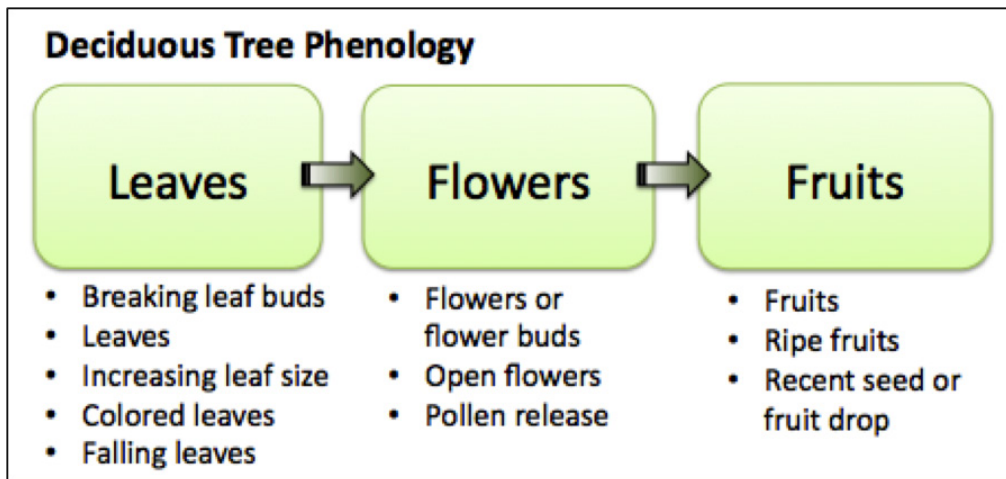 Deciduous Tree Phenology
Leaves
• Breaking leaf buds
• Leaves
• Increasing leaf size
• Colored leaves
• Falling leaves
Flowers
• Flowers or
flower buds
• Open flowers
• Pollen release
Fruits
• Fruits
• Ripe fruits
• Recent seed or
fruit drop